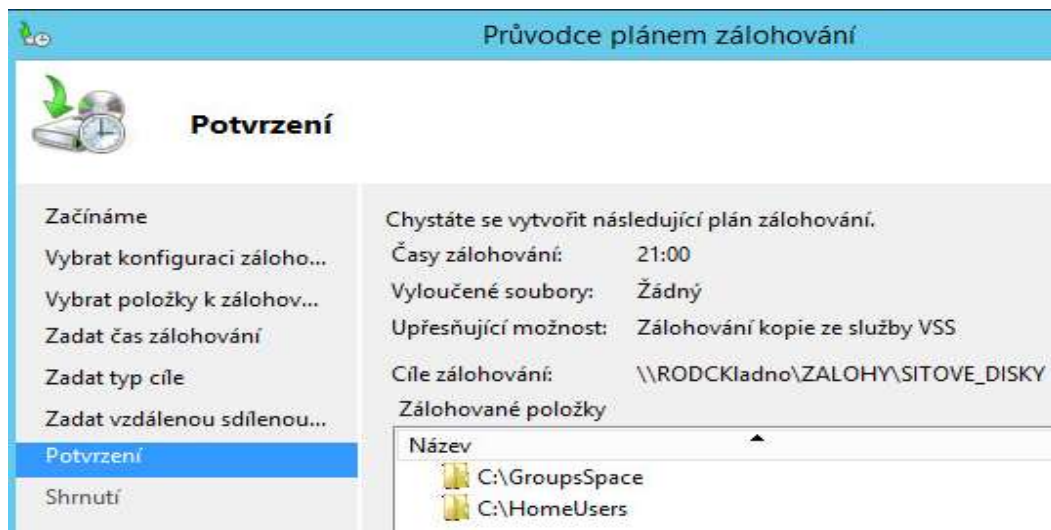 Průvodce plánem zálohování
Potvrzení
Začínáme
Vybrat konfiguraci záloho...
Vybrat položky k zálohov...
Zadat čas zálohování
Zadat typ cíle
Zadat vzdálenou sdílenou...
Potvrzení
Shrnutí
Chystáte se vytvořit následující plán zálohování.
Časy zálohování: 21:00
Vyloučené soubory: Žádný
Upřesňující možnost: Zálohování kopie ze služby VSS
Cíle zálohování: \\RODCKladno\ZALOHY\SITOVE_DISKY
Zálohované položky
Název
C:\GroupsSpace
C:\HomeUsers